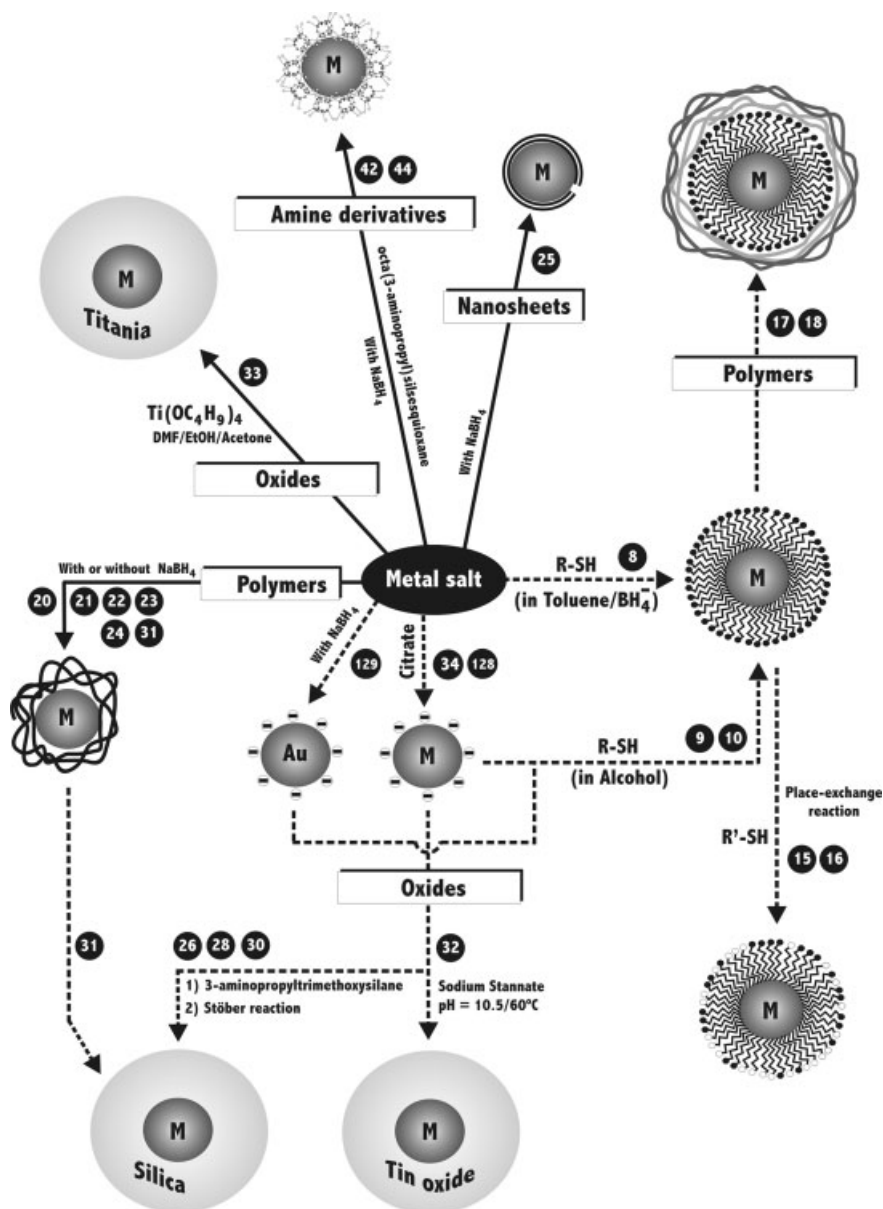 M
42 44
Amine derivatives
octa(3-aminopropyl)silsesquioxane
With NaBH4
M
25
Nanosheets
With NaBH4
M
17 18
Polymers
M
Titania
33
Ti(OC4H9)4
DMF/EtOH/Acetone
Oxides
Metal salt
R-SH 8
(in Toluene/BH4-)
M
With or without NaBH4
Polymers
20 21 22 23
24 31
M
With NaBH4
129
Au
Citrate
34 128
M
R-SH
9 10
(in Alcohol)
Place-exchange
reaction
R'-SH
15 16
M
Oxides
31
26 28 30
1) 3-aminopropyltrimethoxysilane
2) Stöber reaction
32
Sodium Stannate
pH = 10.5/60ºC
M
Silica
M
Tin oxide